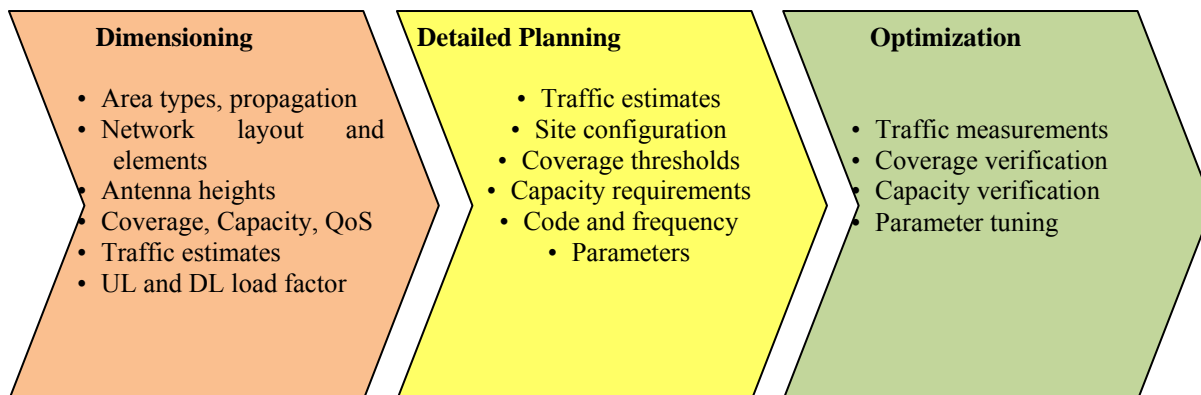 Dimensioning
• Area types, propagation
• Network layout and
elements
• Antenna heights
• Coverage, Capacity, QoS
• Traffic estimates
• UL and DL load factor
Detailed Planning
• Traffic estimates
• Site configuration
• Coverage thresholds
• Capacity requirements
• Code and frequency
• Parameters
Optimization
• Traffic measurements
• Coverage verification
• Capacity verification
• Parameter tuning